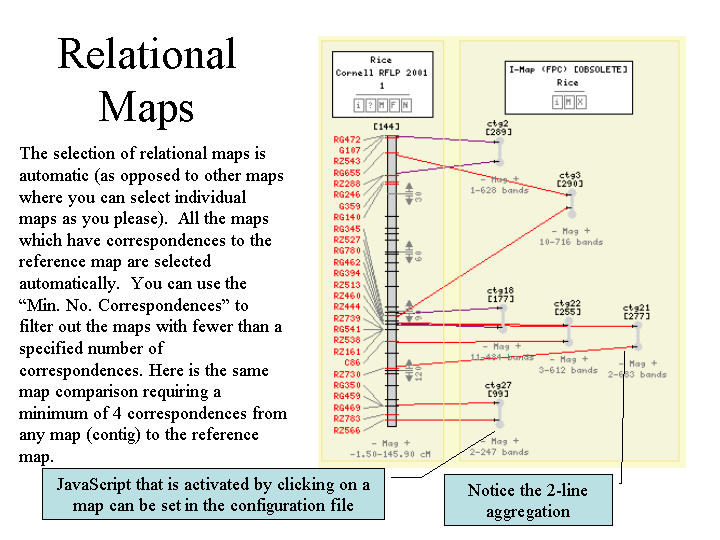 Relational
Maps
The selection of relational maps is
automatic (as opposed to other maps
where you can select individual
maps as you please).  All the maps
which have correspondences to the
reference map are selected
automatically.  You can use the
“Min. No. Correspondences” to
filter out the maps with fewer than a
specified number of
correspondences. Here is the same
map comparison requiring a
minimum of 4 correspondences from
any map (contig) to the reference
map.
Rice
Cornell RFLP 2001
1
i ? M F N
[144]
RG472
G107
RZ543
RG655
RZ288
RG246
G359
RG140
RG345
RZ527
RG780
RG462
RG394
RZ513
RZ460
RZ444
RZ739
RG541
RZ538
RZ161
C86
RZ730
RG350
RG459
RG469
RZ783
RZ566
30
60
120
- Mag +
-1.50-145.90 cM
I-Map (FPC) [OBSOLETE]
Rice
i M X
ctg2
[289]
- Mag +
1-628 bands
ctg3
[290]
- Mag +
10-716 bands
ctg18
[177]
- Mag +
bands
ctg22
[255]
- Mag +
3-612 bands
ctg21
[277]
- Mag +
2-633 bands
ctg27
[99]
- Mag +
2-247 bands
JavaScript that is activated by clicking on a
map can be set in the configuration file
Notice the 2-line
aggregation